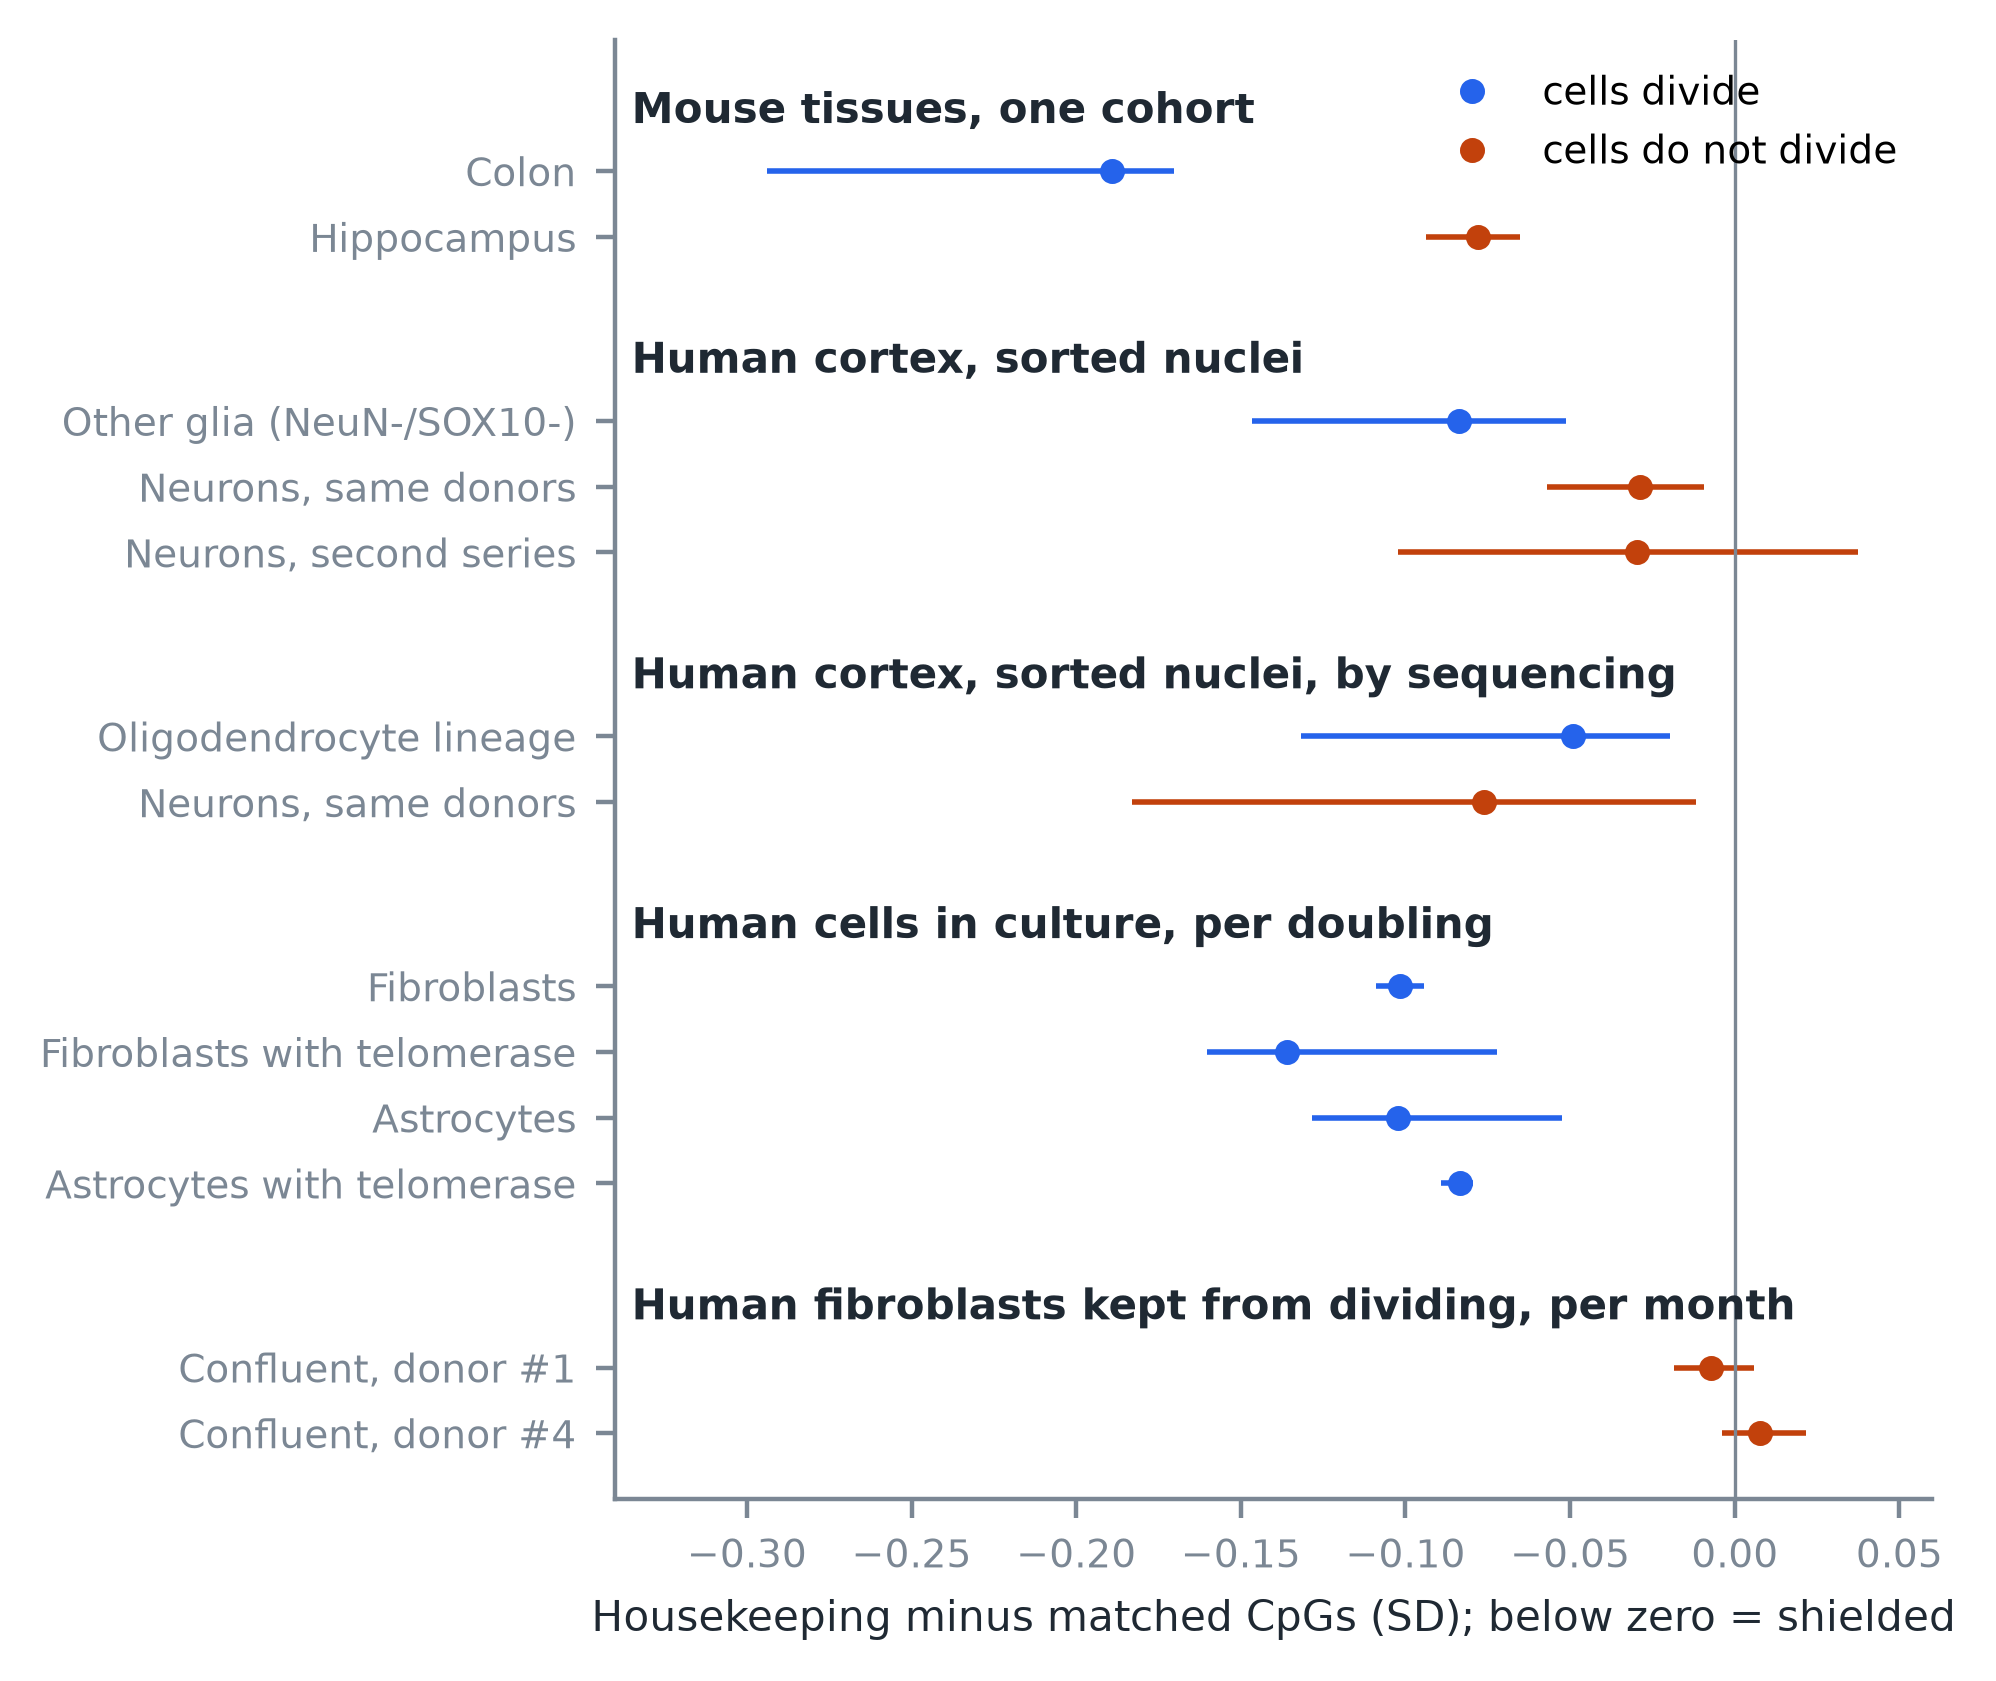 cells divide
cells do not divide
Mouse tissues, one cohort
Colon
Hippocampus
Human cortex, sorted nuclei
Other glia (NeuN-/SOX10-)
Neurons, same donors
Neurons, second series
Human cortex, sorted nuclei, by sequencing
Oligodendrocyte lineage
Neurons, same donors
Human cells in culture, per doubling
Fibroblasts
Fibroblasts with telomerase
Astrocytes
Astrocytes with telomerase
Human fibroblasts kept from dividing, per month
Confluent, donor #1
Confluent, donor #4
−0.30 −0.25 −0.20 −0.15 −0.10 −0.05 0.00 0.05
Housekeeping minus matched CpGs (SD); below zero = shielded